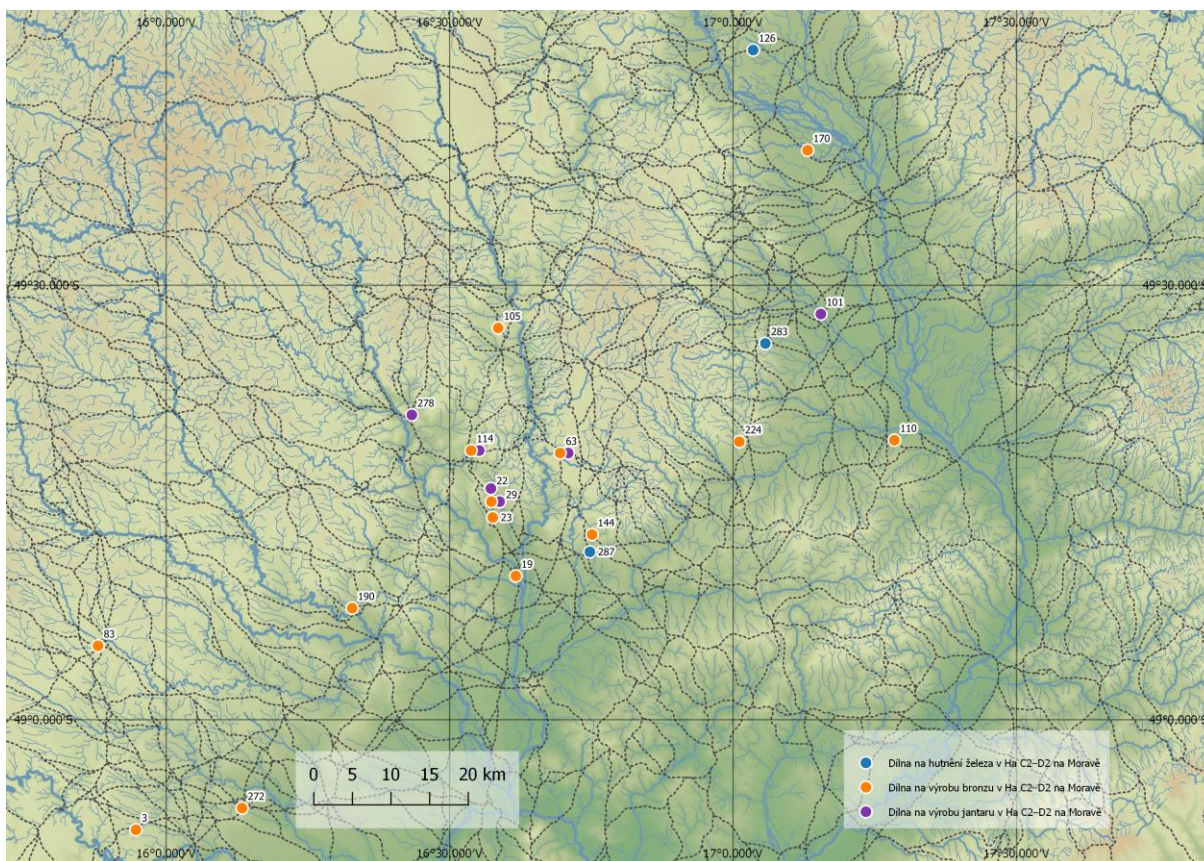 16°0.000'V 16°30.000'V 17°0.000'V 17°30.000'V
126
170
49°30.000'S 49°30.000'S
101
105
283
278
114 63 224 110
22
29
23
144
287
19
190
83
49°0.000'S 49°0.000'S
0 5 10 15 20 km
Dílna na hutnění železa v Ha C2–D2 na Moravě
Dílna na výrobu bronzu v Ha C2–D2 na Moravě
Dílna na výrobu jantaru v Ha C2–D2 na Moravě
272
3
16°0.000'V 16°30.000'V 17°0.000'V 17°30.000'V